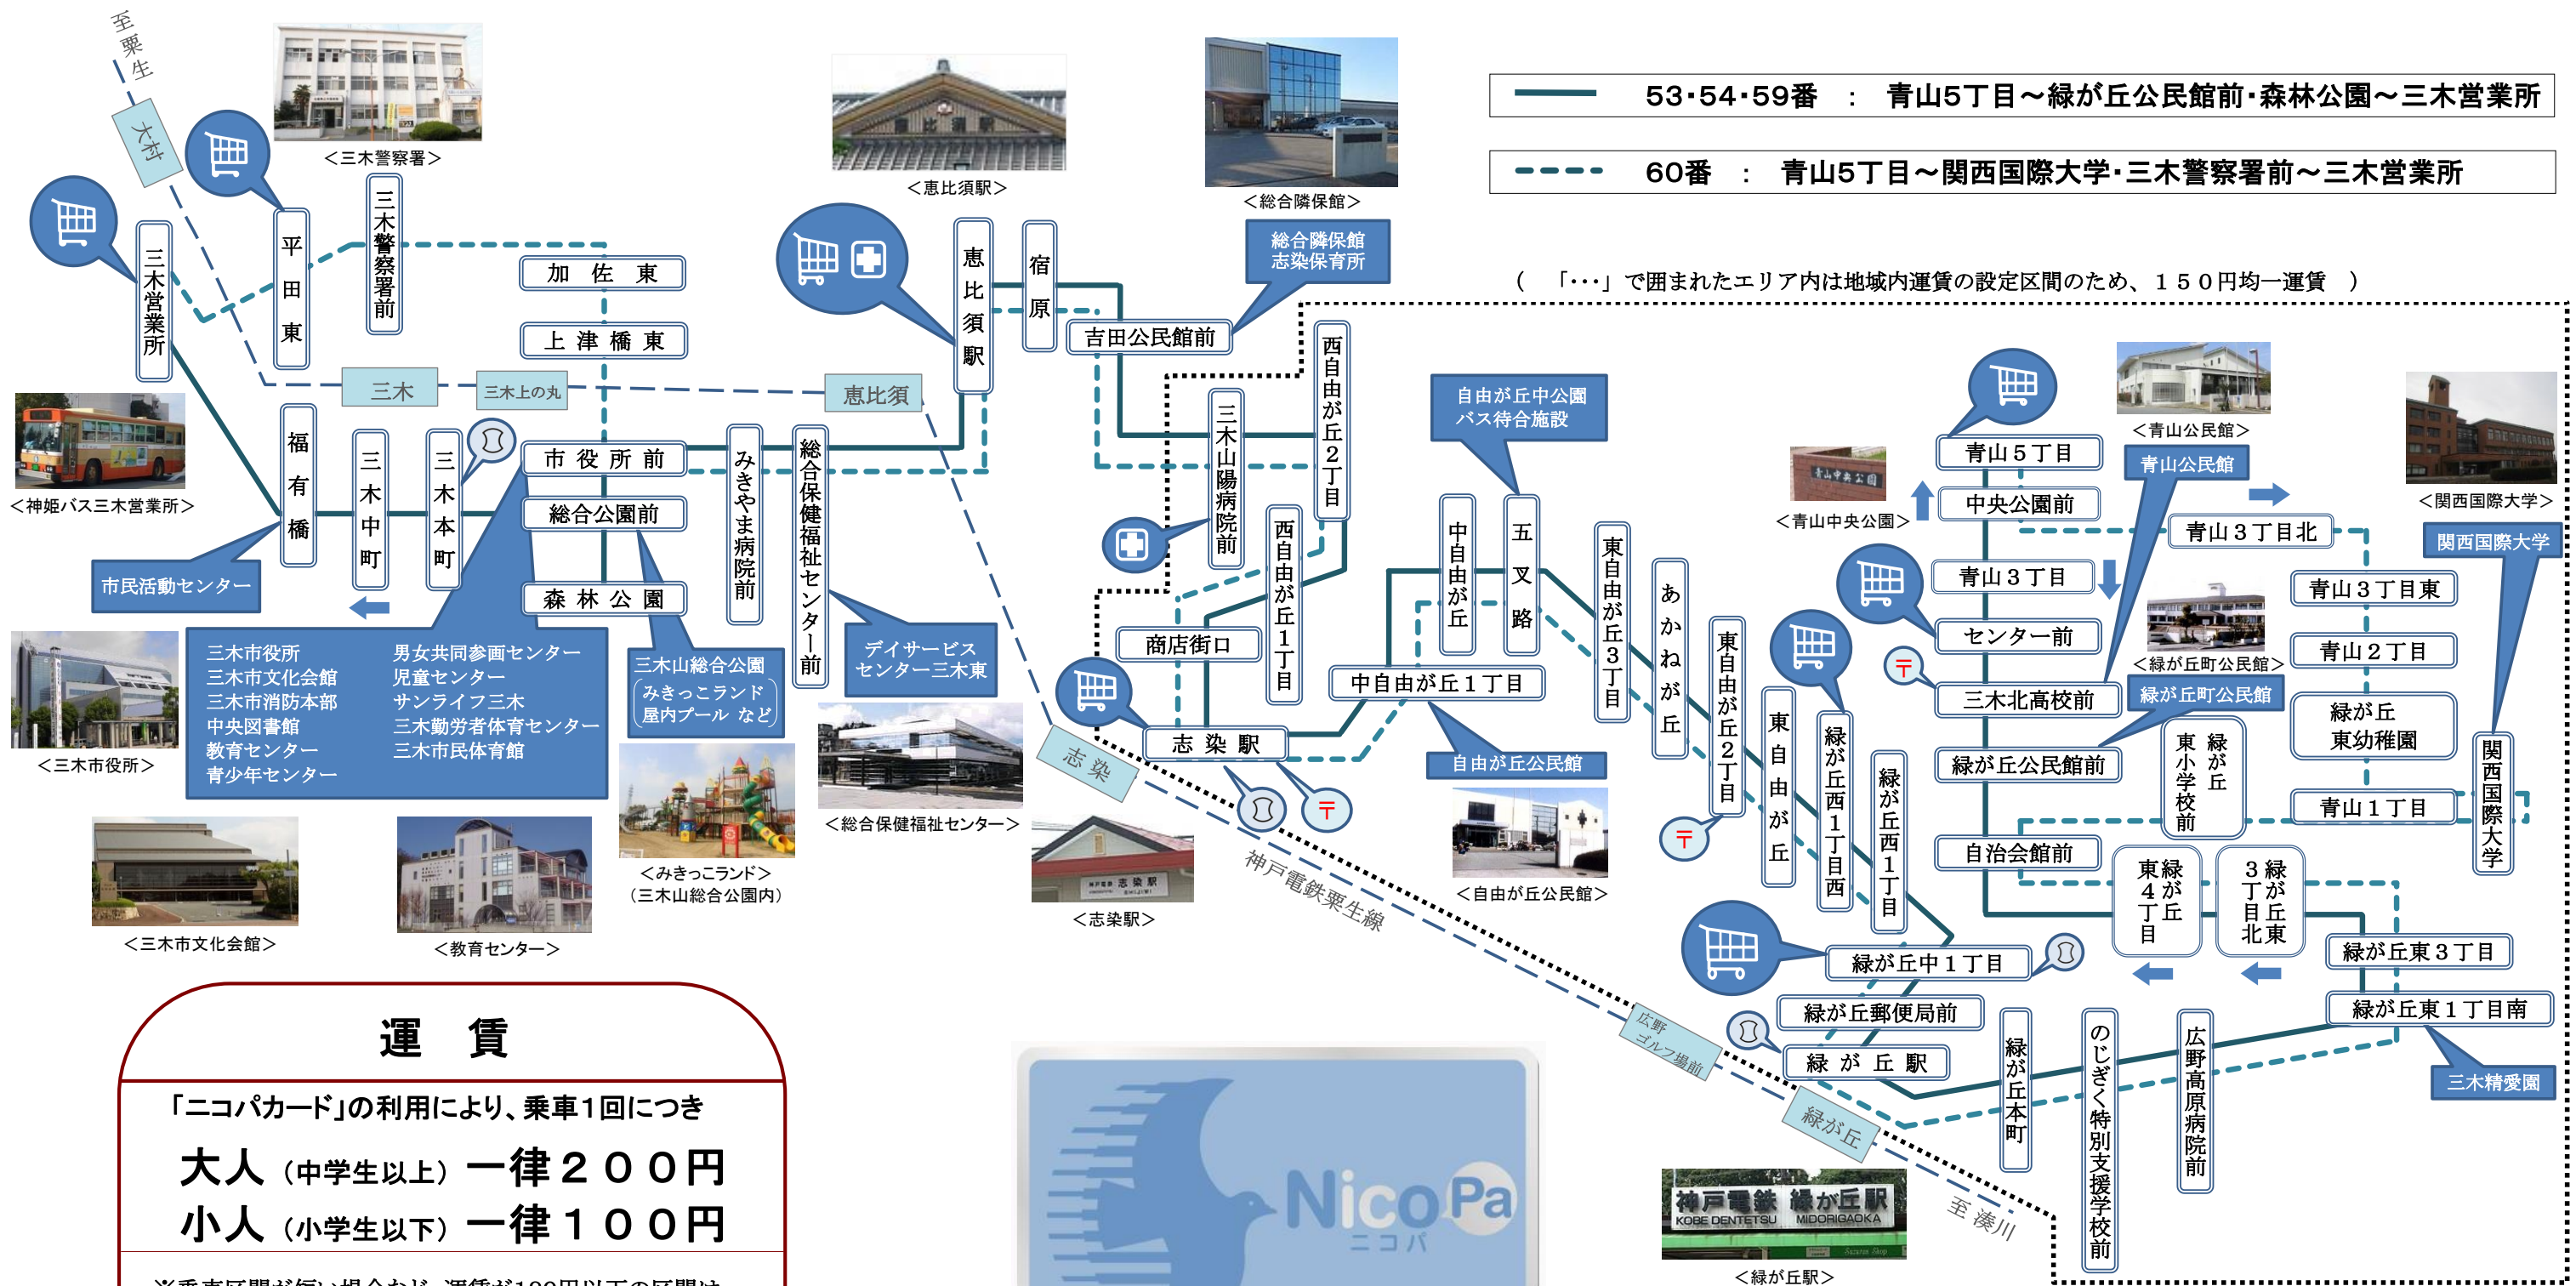 53・54・59番 ： 青山5丁目～緑が丘公民館前・森林公園～三木営業所
60番 ： 青山5丁目～関西国際大学・三木警察署前～三木営業所
（ 「・・・」で囲まれたエリア内は地域内運賃の設定区間のため、１５０円均一運賃 ）
至粟生
大村
＜三木警察署＞
＜恵比須駅＞
＜総合隣保館＞
総合隣保館
志染保育所
三木営業所
平田東
三木警察署前
加佐東
上津橋東
恵比須駅
宿原
吉田公民館前
三木
三木上の丸
恵比須
＜神姫バス三木営業所＞
福有橋
三木中町
三木本町
市役所前
総合公園前
森林公園
みきやま病院前
総合保健福祉センター前
市民活動センター
デイサービス
センター三木東
三木市役所
三木市文化会館
三木市消防本部
中央図書館
教育センター
青少年センター
男女共同参画センター
児童センター
サンライフ三木
三木勤労者体育センター
三木市民体育館
三木山総合公園
みきっこランド
屋内プール など
＜三木市役所＞
＜三木市文化会館＞
＜教育センター＞
＜みきっこランド＞
（三木山総合公園内）
＜総合保健福祉センター＞
三木山陽病院前
西自由が丘２丁目
西自由が丘１丁目
商店街口
志染駅
志染
〒
神戸電鉄 志染駅
＜志染駅＞
神戸電鉄粟生線
自由が丘中公園
バス待合施設
中自由が丘
五叉路
中自由が丘１丁目
自由が丘公民館
＜自由が丘公民館＞
東自由が丘３丁目
あかねが丘
東自由が丘２丁目
〒
東自由が丘
緑が丘西１丁目西
緑が丘西１丁目
緑が丘中１丁目
緑が丘郵便局前
緑が丘駅
広野
ゴルフ場前
緑が丘
至湊川
神戸電鉄 緑が丘駅
KOBE DENTETSU MIDORIGAOKA
＜緑が丘駅＞
緑が丘本町
のじぎく特別支援学校前
広野高原病院前
青山５丁目
中央公園前
青山３丁目
センター前
〒
三木北高校前
緑が丘公民館前
自治会館前
青山中央公園
＜青山中央公園＞
＜青山公民館＞
青山公民館
青山３丁目北
＜緑が丘町公民館＞
緑が丘町公民館
青山３丁目東
青山２丁目
緑が丘
東幼稚園
青山１丁目
緑が丘
東小学校前
＜関西国際大学＞
関西国際大学
関西国際大学
緑が丘
東４丁目
緑が丘東
３丁目北
緑が丘東３丁目
緑が丘東１丁目南
三木精愛園
運 賃
「ニコパカード」の利用により、乗車１回につき
大人（中学生以上）一律２００円
小人（小学生以下）一律１００円
NicoPa
ニコパ